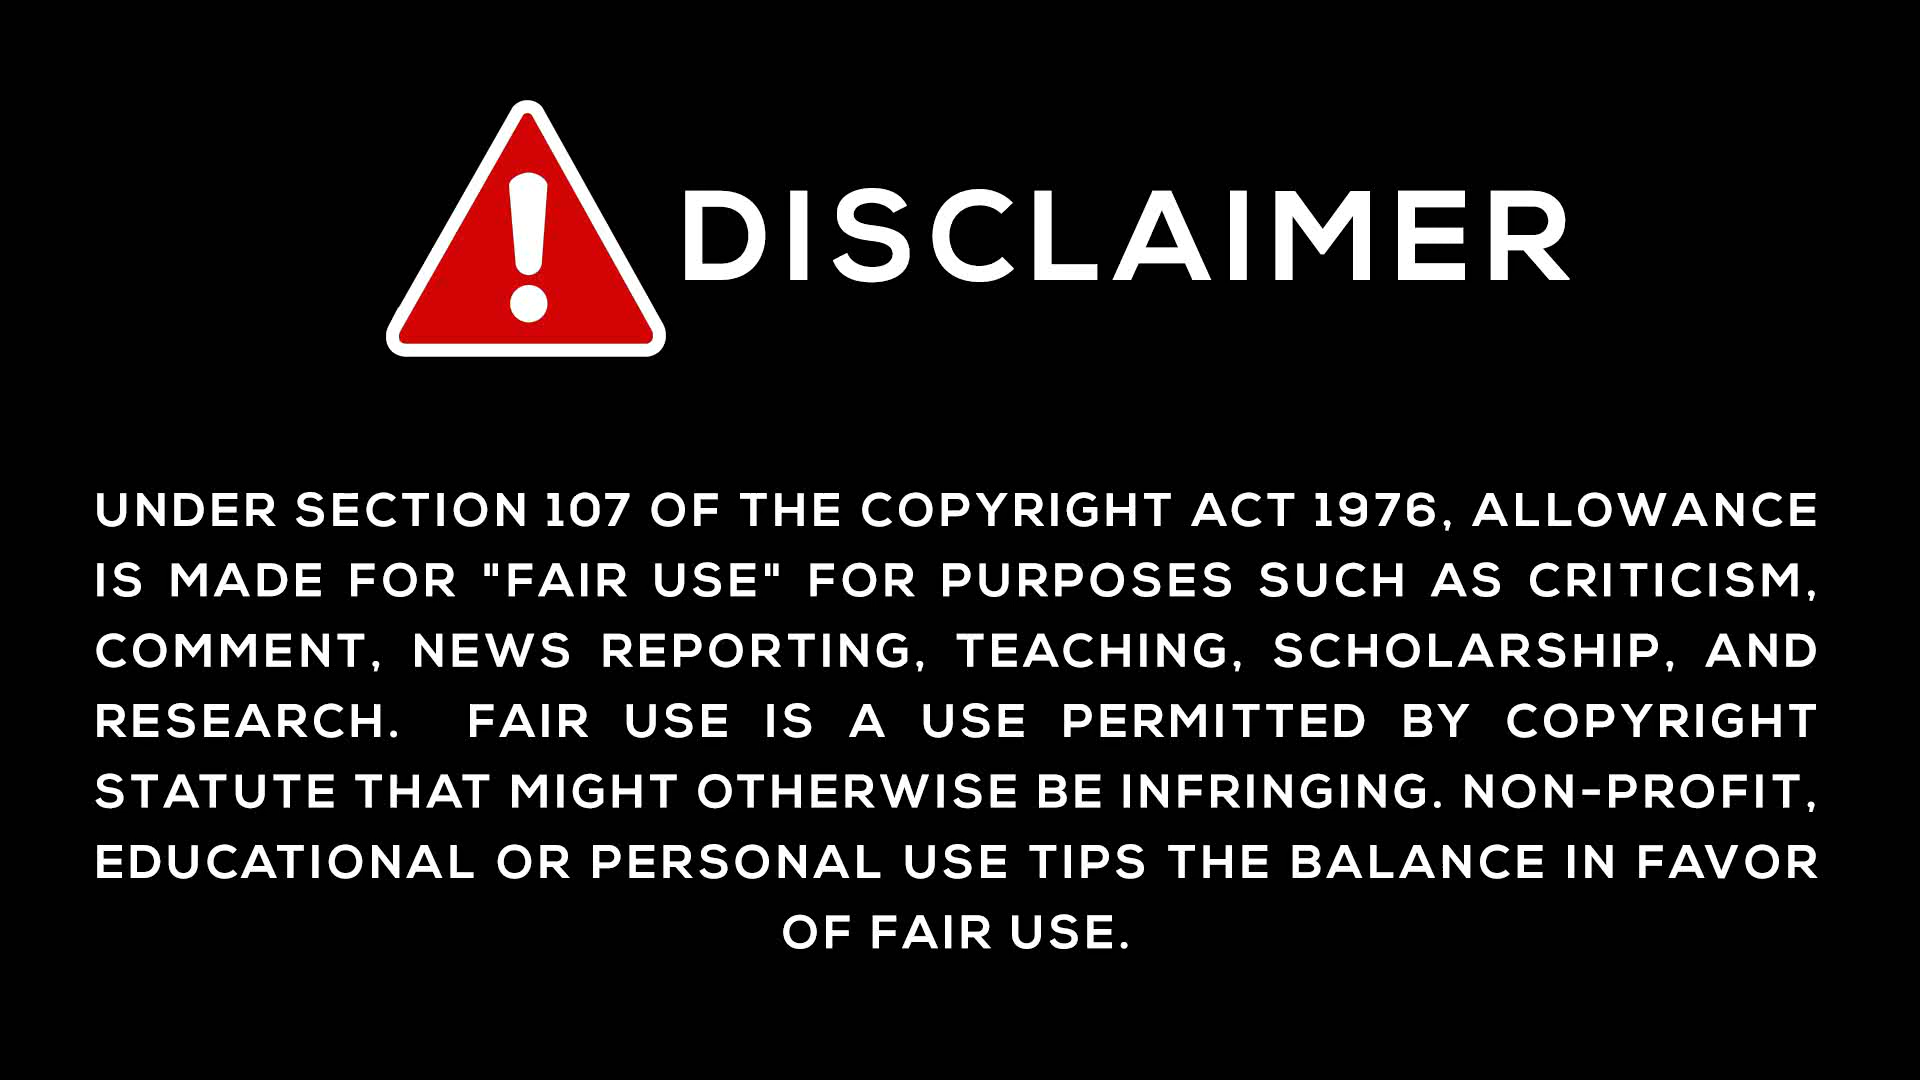 DISCLAIMER
UNDER SECTION 107 OF THE COPYRIGHT ACT 1976, ALLOWANCE
IS MADE FOR "FAIR USE" FOR PURPOSES SUCH AS CRITICISM,
COMMENT, NEWS REPORTING, TEACHING, SCHOLARSHIP, AND
RESEARCH. FAIR USE IS A USE PERMITTED BY COPYRIGHT
STATUTE THAT MIGHT OTHERWISE BE INFRINGING. NON-PROFIT,
EDUCATIONAL OR PERSONAL USE TIPS THE BALANCE IN FAVOR
OF FAIR USE.